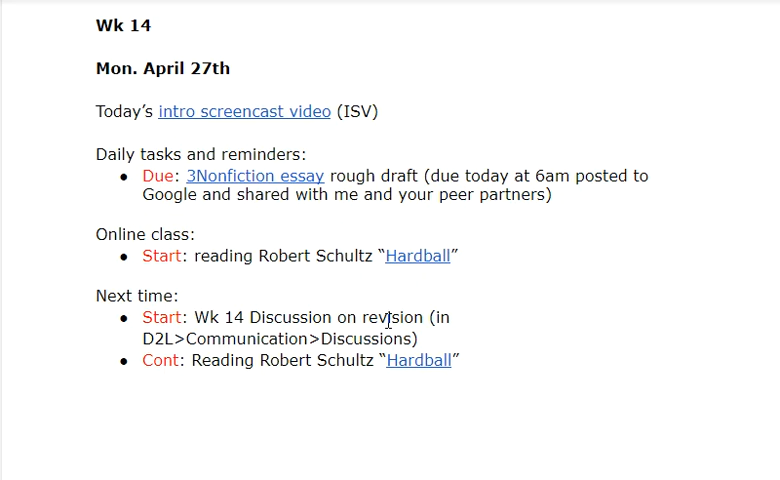 Wk 14
Mon. April 27th
Today's intro screencast video (ISV)
Daily tasks and reminders:
● Due: 3Nonfiction essay rough draft (due today at 6am posted to
Google and shared with me and your peer partners)
Online class:
● Start: reading Robert Schultz “Hardball”
Next time:
● Start: Wk 14 Discussion on revision (in
D2L>Communication>Discussions)
● Cont: Reading Robert Schultz “Hardball”